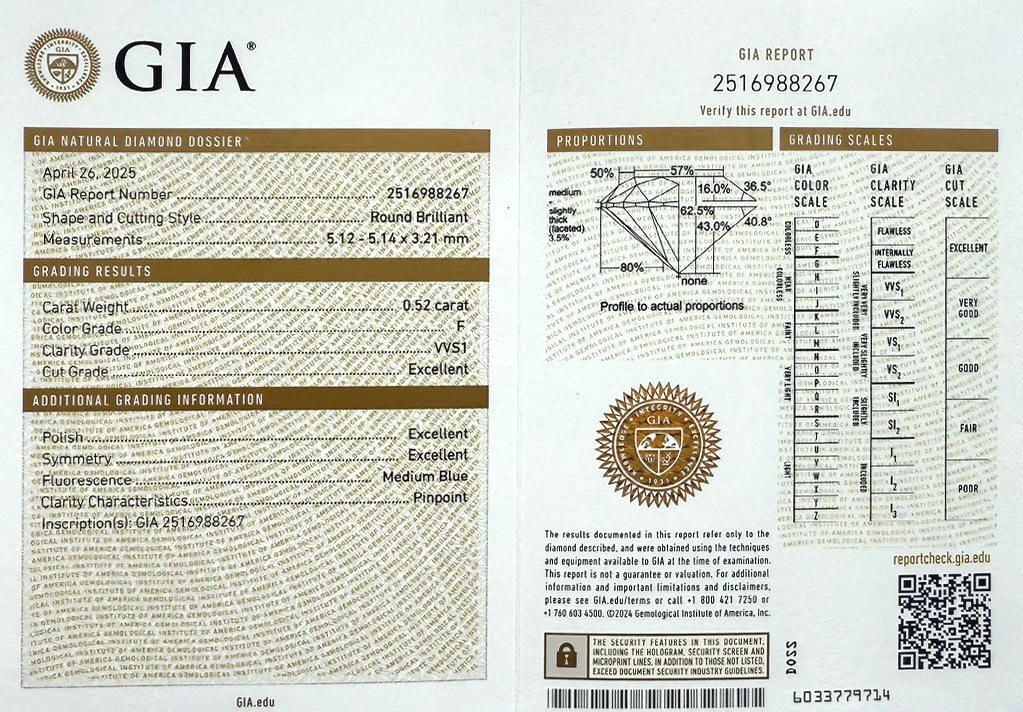 GIA®
GIA NATURAL DIAMOND DOSSIER
April 26, 2025
GIA Report Number 2516988267
Shape and Cutting Style Round Brilliant
Measurements 5.12 - 5.14 x 3.21 mm
GRADING RESULTS
Carat Weight 0.52 carat
Color Grade F
Clarity Grade VVS1
Cut Grade Excellent
ADDITIONAL GRADING INFORMATION
Polish Excellent
Symmetry Excellent
Fluorescence Medium Blue
Clarity Characteristics Pinpoint
Inscription(s): GIA 2516988267
GIA.edu
GIA REPORT
2516988267
Verify this report at GIA.edu
PROPORTIONS
50%
57%
16.0%
36.5°
medium
-
slightly
thick
(faceted)
3.5%
62.5%
43.0%
40.8°
80%
none
Profile to actual proportions
KNOWLEDGE INTEGRITY EXCELLENCE
GIA
1931
The results documented in this report refer only to the
diamond described, and were obtained using the techniques
and equipment available to GIA at the time of examination.
This report is not a guarantee or valuation. For additional
information and important limitations and disclaimers,
please see GIA.edu/terms or call +1 800 421 7250 or
+1 760 603 4500. ©2024 Gemological Institute of America, Inc.
THE SECURITY FEATURES IN THIS DOCUMENT,
INCLUDING THE HOLOGRAM, SECURITY SCREEN AND
MICROPRINT LINES, IN ADDITION TO THOSE NOT LISTED,
EXCEED DOCUMENT SECURITY INDUSTRY GUIDELINES.
GRADING SCALES
GIA
COLOR
SCALE
COLORLESS
D
E
F
NEAR
COLORLESS
G
H
I
J
FAINT
K
L
M
VERY LIGHT
N
O
P
Q
R
LIGHT
S
T
U
V
W
X
Y
Z
GIA
CLARITY
SCALE
FLAWLESS
INTERNALLY
FLAWLESS
VERY VERY
SLIGHTLY INCLUDED
VVS1
VVS2
VERY SLIGHTLY
INCLUDED
VS1
VS2
SLIGHTLY
INCLUDED
SI1
SI2
INCLUDED
I1
I2
I3
GIA
CUT
SCALE
EXCELLENT
VERY
GOOD
GOOD
FAIR
POOR
reportcheck.gia.edu
DOSS
6033779714